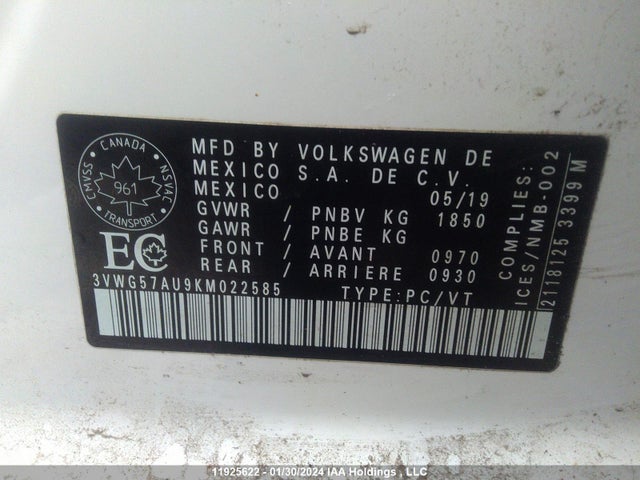 CANADA
CMVSS
NSVAC
961
TRANSPORT
EC
MFD BY VOLKSWAGEN DE
MEXICO S.A. DE C.V.
MEXICO 05/19
GVWR / PNBV KG 1850
GAWR / PNBE KG
FRONT / AVANT 0970
REAR / ARRIERE 0930
3VWG57AU9KM022585 TYPE:PC/VT
COMPLIES:
ICES/NMB-002
2118125 3399 M
11925622 - 01/30/2024 IAA Holdings , LLC